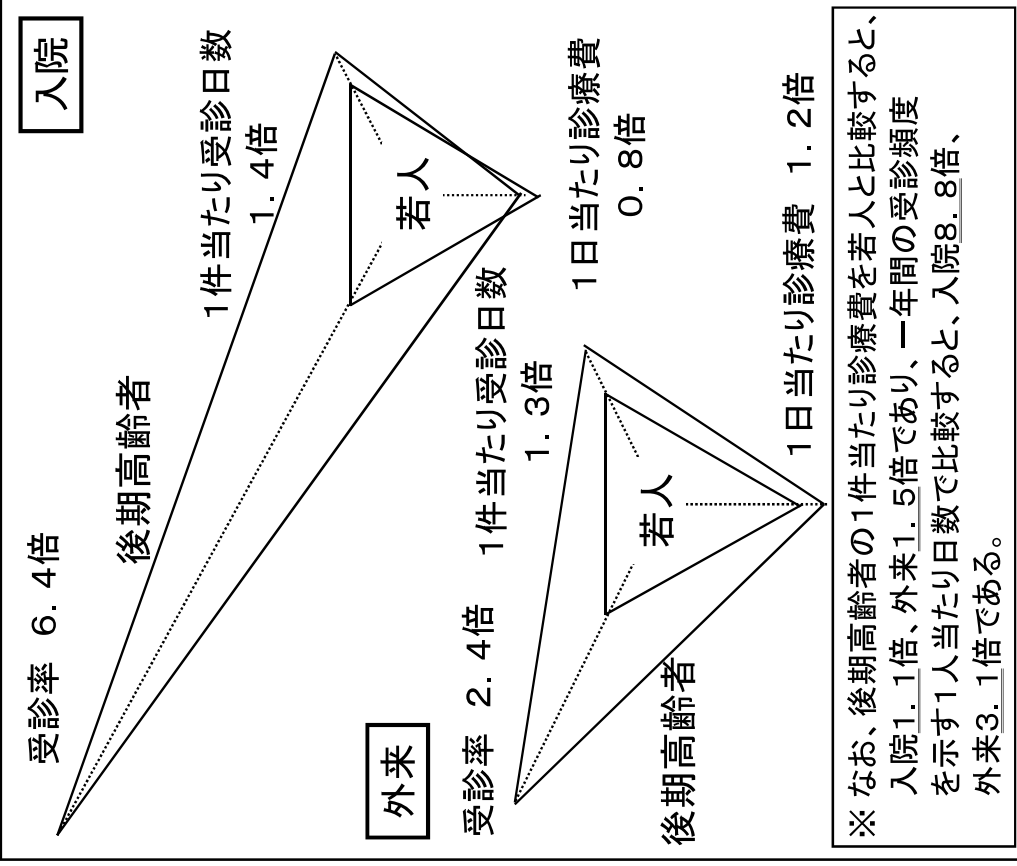 入院
受診率 6.4倍
後期高齢者
1件当たり受診日数
1.4倍
若人
1日当たり診療費
0.8倍
外来
受診率 2.4倍
1件当たり受診日数
1.3倍
若人
後期高齢者
1日当たり診療費 1.2倍
※ なお、後期高齢者の1件当たり診療費を若人と比較すると、
入院1.1倍、外来1.5倍であり、一年間の受診頻度
を示す1人当たり日数で比較すると、入院8.8倍、
外来3.1倍である。